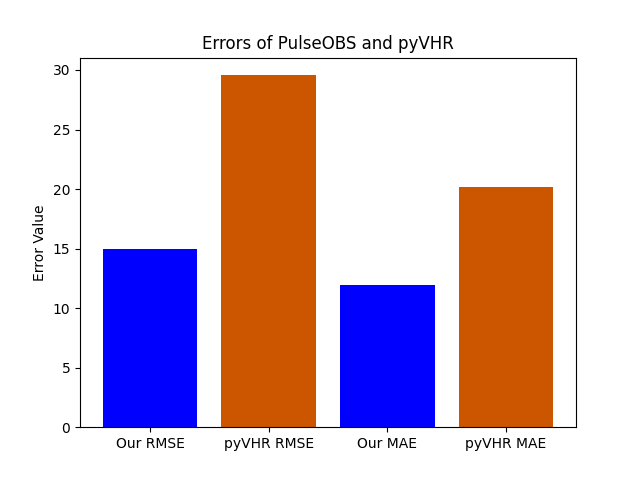 Errors of PulseOBS and pyVHR
30
25
20
15
10
5
0
Error Value
Our RMSE
pyVHR RMSE
Our MAE
pyVHR MAE